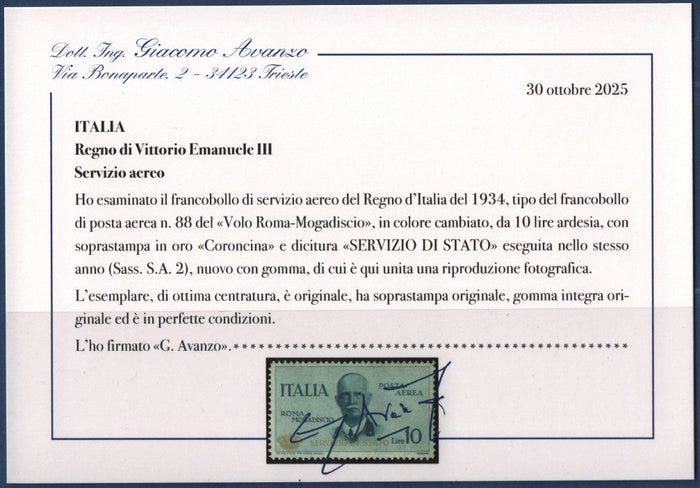 Dott. Ing. Giacomo Avanzo
Via Bonaparte, 2 - 34123 Trieste
30 ottobre 2025
ITALIA
Regno di Vittorio Emanuele III
Servizio aereo
Ho esaminato il francobollo di servizio aereo del Regno d'Italia del 1934, tipo del francobollo
di posta aerea n. 88 del «Volo Roma-Mogadiscio», in colore cambiato, da 10 lire ardesia, con
soprastampa in oro «Coroncina» e dicitura «SERVIZIO DI STATO» eseguita nello stesso
anno (Sass. S.A. 2), nuovo con gomma, di cui è qui unita una riproduzione fotografica.
L'esemplare, di ottima centratura, è originale, ha soprastampa originale, gomma integra ori-
ginale ed è in perfette condizioni.
L'ho firmato «G. Avanzo».****************************************************
ITALIA
POSTA
AEREA
ROMA
MOGADISCIO
SERVIZIO DI STATO
Lire 10